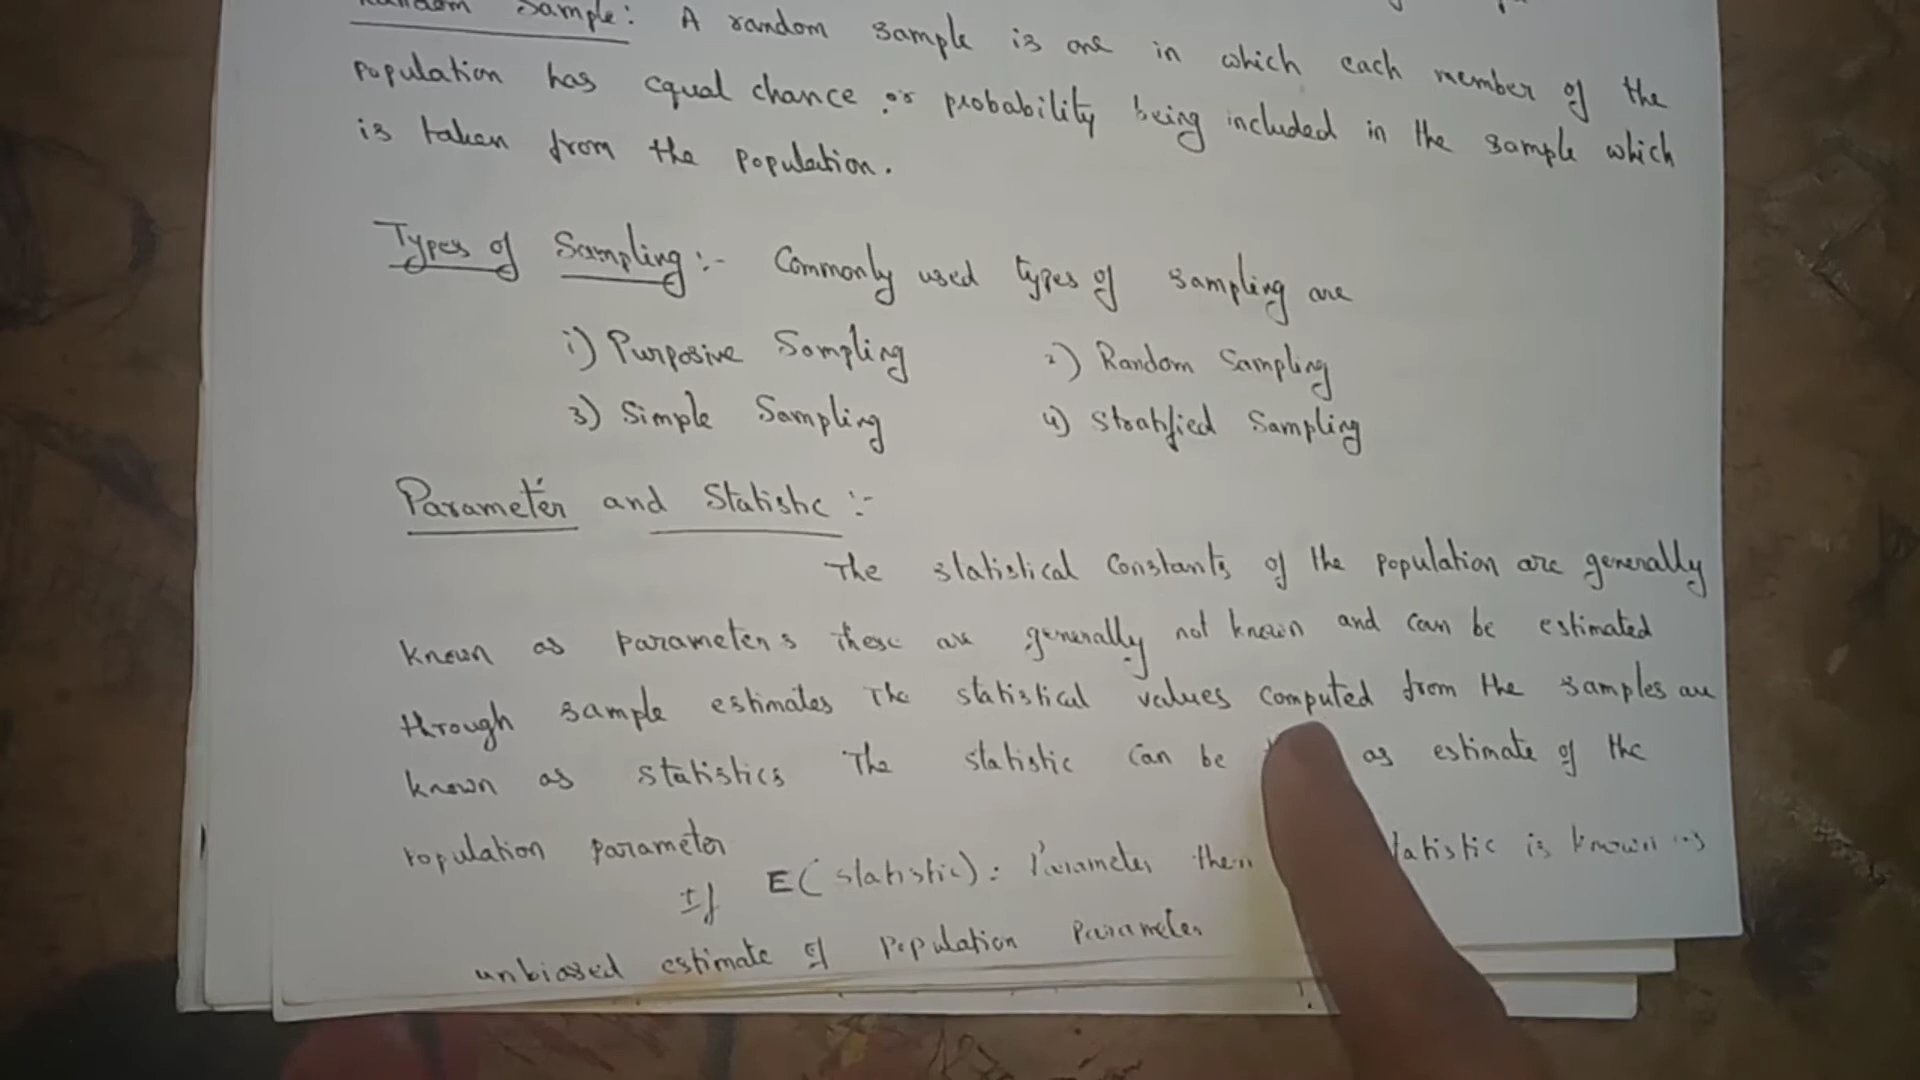 Random Sample: A random sample is one in which each member of the
population has equal chance or probability being included in the sample which
is taken from the population.
Types of Sampling:- Commonly used types of sampling are
1) Purposive Sampling 2) Random Sampling
3) Simple Sampling 4) Stratified Sampling
Parameter and Statistic :-
The statistical Constants of the population are generally
known as parameters these are generally not known and can be estimated
through sample estimates The statistical values computed from the samples are
known as statistics The statistic can be as estimate of the
Population parameter
If E(statistic) = Parameter then statistic is known as
unbiased estimate of Population Parameter